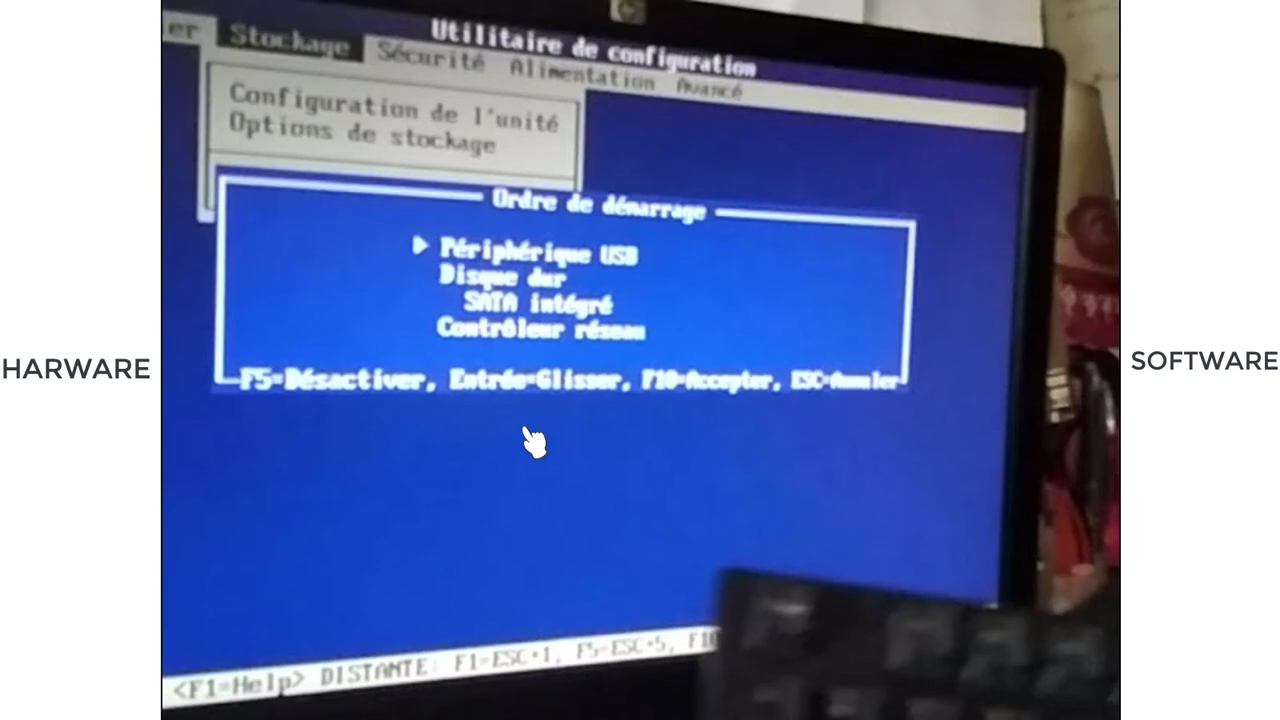 Utilitaire de configuration
er Stockage Sécurité Alimentation Avancé
Configuration de l'unité
Options de stockage
Ordre de démarrage
Périphérique USB
Disque dur
SATA intégré
Contrôleur réseau
F5=Désactiver, Entrée=Glisser, F10=Accepter, ESC=Annuler
HARWARE
SOFTWARE
<F1=Help> DISTANTE: F1=ESC+1, F5=ESC+5, F10